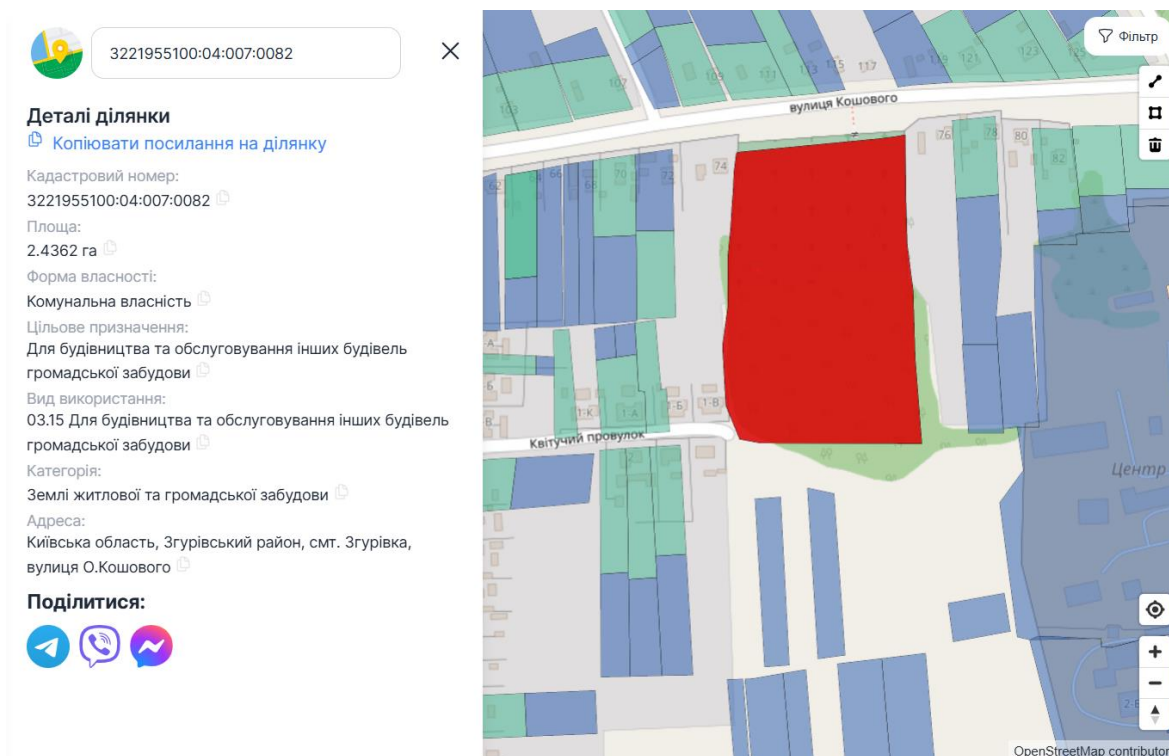 3221955100:04:007:0082
Деталі ділянки
Копіювати посилання на ділянку
Кадастровий номер:
3221955100:04:007:0082
Площа:
2.4362 га
Форма власності:
Комунальна власність
Цільове призначення:
Для будівництва та обслуговування інших будівель
громадської забудови
Вид використання:
03.15 Для будівництва та обслуговування інших будівель
громадської забудови
Категорія:
Землі житлової та громадської забудови
Адреса:
Київська область, Згурівський район, смт. Згурівка,
вулиця О.Кошового
Поділитися:
Фільтр
107
109
111
113
115
117
119
121
123
103
вулиця Кошового
62
66
68
70
72
74
76
78
80
82
1-К
1-А
1-Б
1-В
Квітучий провулок
2
Центр
OpenStreetMap contributor